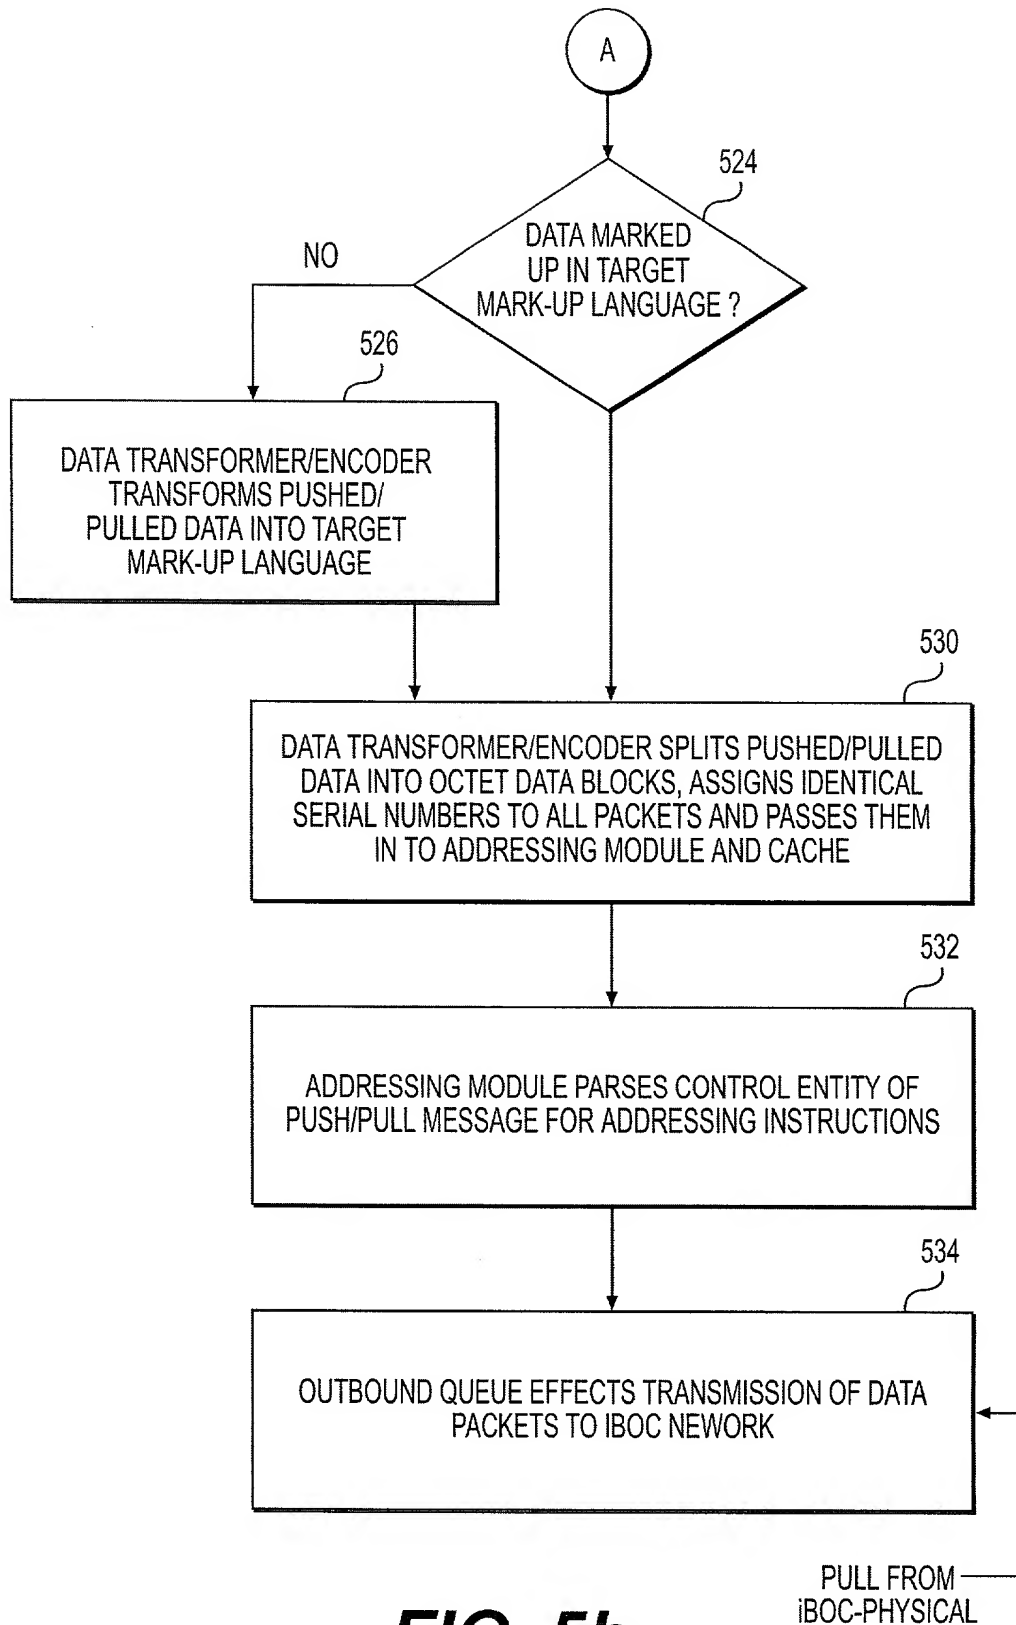 A
524
DATA MARKED
UP IN TARGET
MARK-UP LANGUAGE ?
NO
526
DATA TRANSFORMER/ENCODER
TRANSFORMS PUSHED/
PULLED DATA INTO TARGET
MARK-UP LANGUAGE
530
DATA TRANSFORMER/ENCODER SPLITS PUSHED/PULLED
DATA INTO OCTET DATA BLOCKS, ASSIGNS IDENTICAL
SERIAL NUMBERS TO ALL PACKETS AND PASSES THEM
IN TO ADDRESSING MODULE AND CACHE
532
ADDRESSING MODULE PARSES CONTROL ENTITY OF
PUSH/PULL MESSAGE FOR ADDRESSING INSTRUCTIONS
534
OUTBOUND QUEUE EFFECTS TRANSMISSION OF DATA
PACKETS TO IBOC NEWORK
PULL FROM
iBOC-PHYSICAL
FIG. 5b